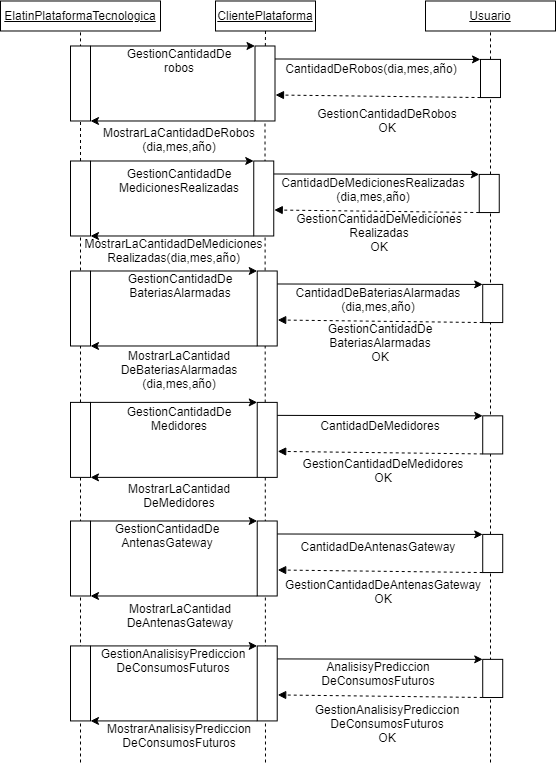 ElatinPlataformaTecnologica
ClientePlataforma
Usuario
GestionCantidadDe
robos
CantidadDeRobos(dia,mes,año)
GestionCantidadDeRobos
OK
MostrarLaCantidadDeRobos
(dia,mes,año)
GestionCantidadDe
MedicionesRealizadas
CantidadDeMedicionesRealizadas
(dia,mes,año)
GestionCantidadDeMediciones
Realizadas
OK
MostrarLaCantidadDeMediciones
Realizadas(dia,mes,año)
GestionCantidadDe
BateriasAlarmadas
CantidadDeBateriasAlarmadas
(dia,mes,año)
GestionCantidadDe
BateriasAlarmadas
OK
MostrarLaCantidad
DeBateriasAlarmadas
(dia,mes,año)
GestionCantidadDe
Medidores
CantidadDeMedidores
GestionCantidadDeMedidores
OK
MostrarLaCantidad
DeMedidores
GestionCantidadDe
AntenasGateway
CantidadDeAntenasGateway
GestionCantidadDeAntenasGateway
OK
MostrarLaCantidad
DeAntenasGateway
GestionAnalisisyPrediccion
DeConsumosFuturos
AnalisisyPrediccion
DeConsumosFuturos
GestionAnalisisyPrediccion
DeConsumosFuturos
OK
MostrarAnalisisyPrediccion
DeConsumosFuturos